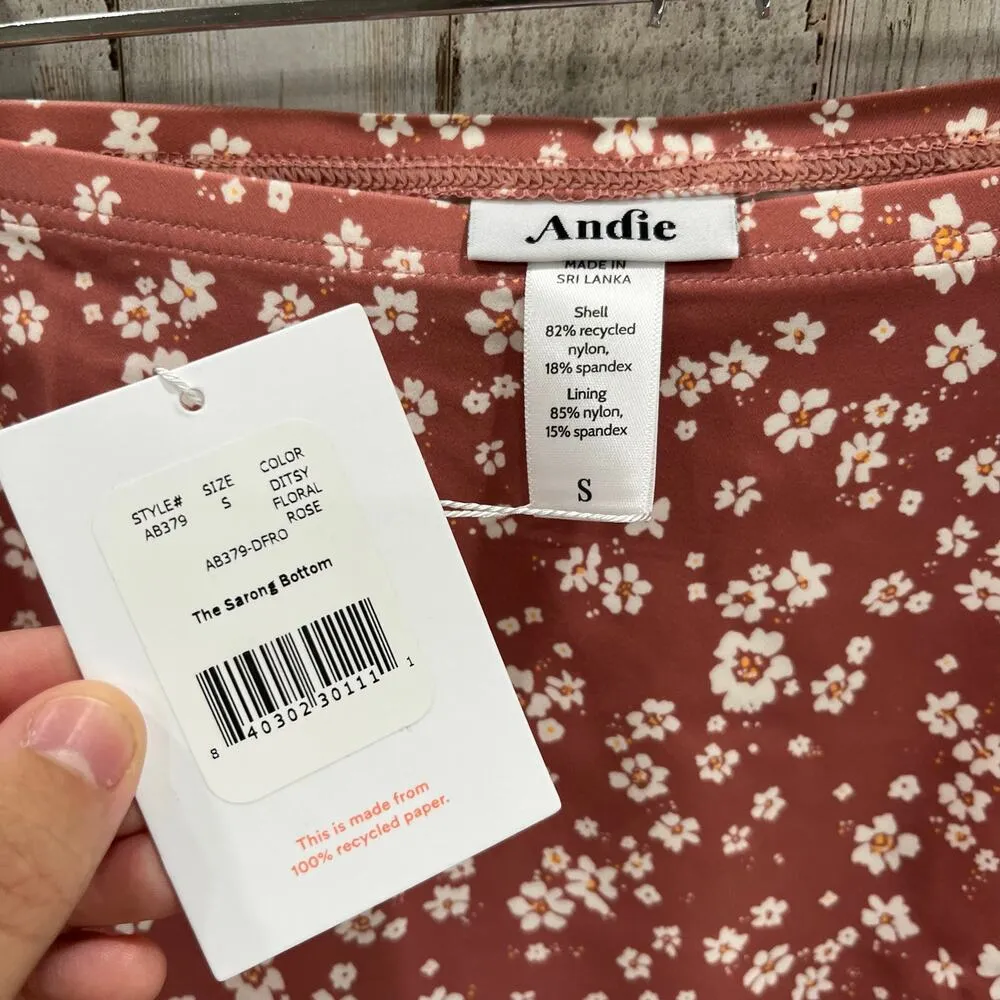 Andie
MADE IN
SRI LANKA
Shell
82% recycled
nylon,
18% spandex
Lining
85% nylon,
15% spandex
S
STYLE#
AB379
SIZE
S
COLOR
DITSY
FLORAL
ROSE
AB379-DFRO
The Sarong Bottom
8 40302 30111 1
This is made from
100% recycled paper.